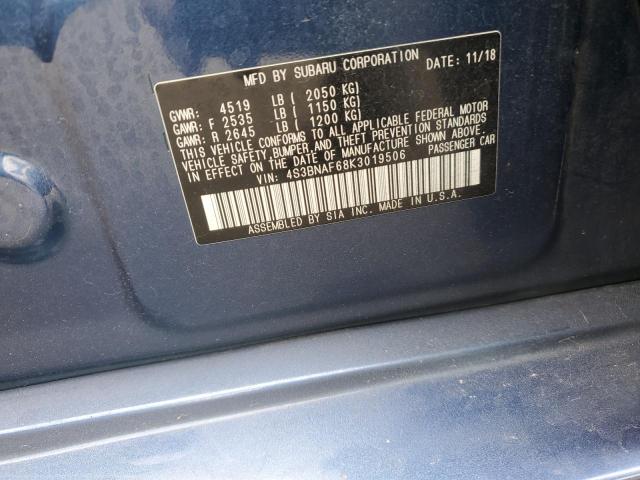 MFD BY SUBARU CORPORATION DATE: 11/18
GVWR: 4519 LB ( 2050 KG)
GAWR: F 2535 LB ( 1150 KG)
GAWR: R 2645 LB ( 1200 KG)
THIS VEHICLE CONFORMS TO ALL APPLICABLE FEDERAL MOTOR
VEHICLE SAFETY, BUMPER, AND THEFT PREVENTION STANDARDS
IN EFFECT ON THE DATE OF MANUFACTURE SHOWN ABOVE.
VIN: 4S3BNAF68K3019506 PASSENGER CAR
ASSEMBLED BY SIA INC. MADE IN U.S.A.